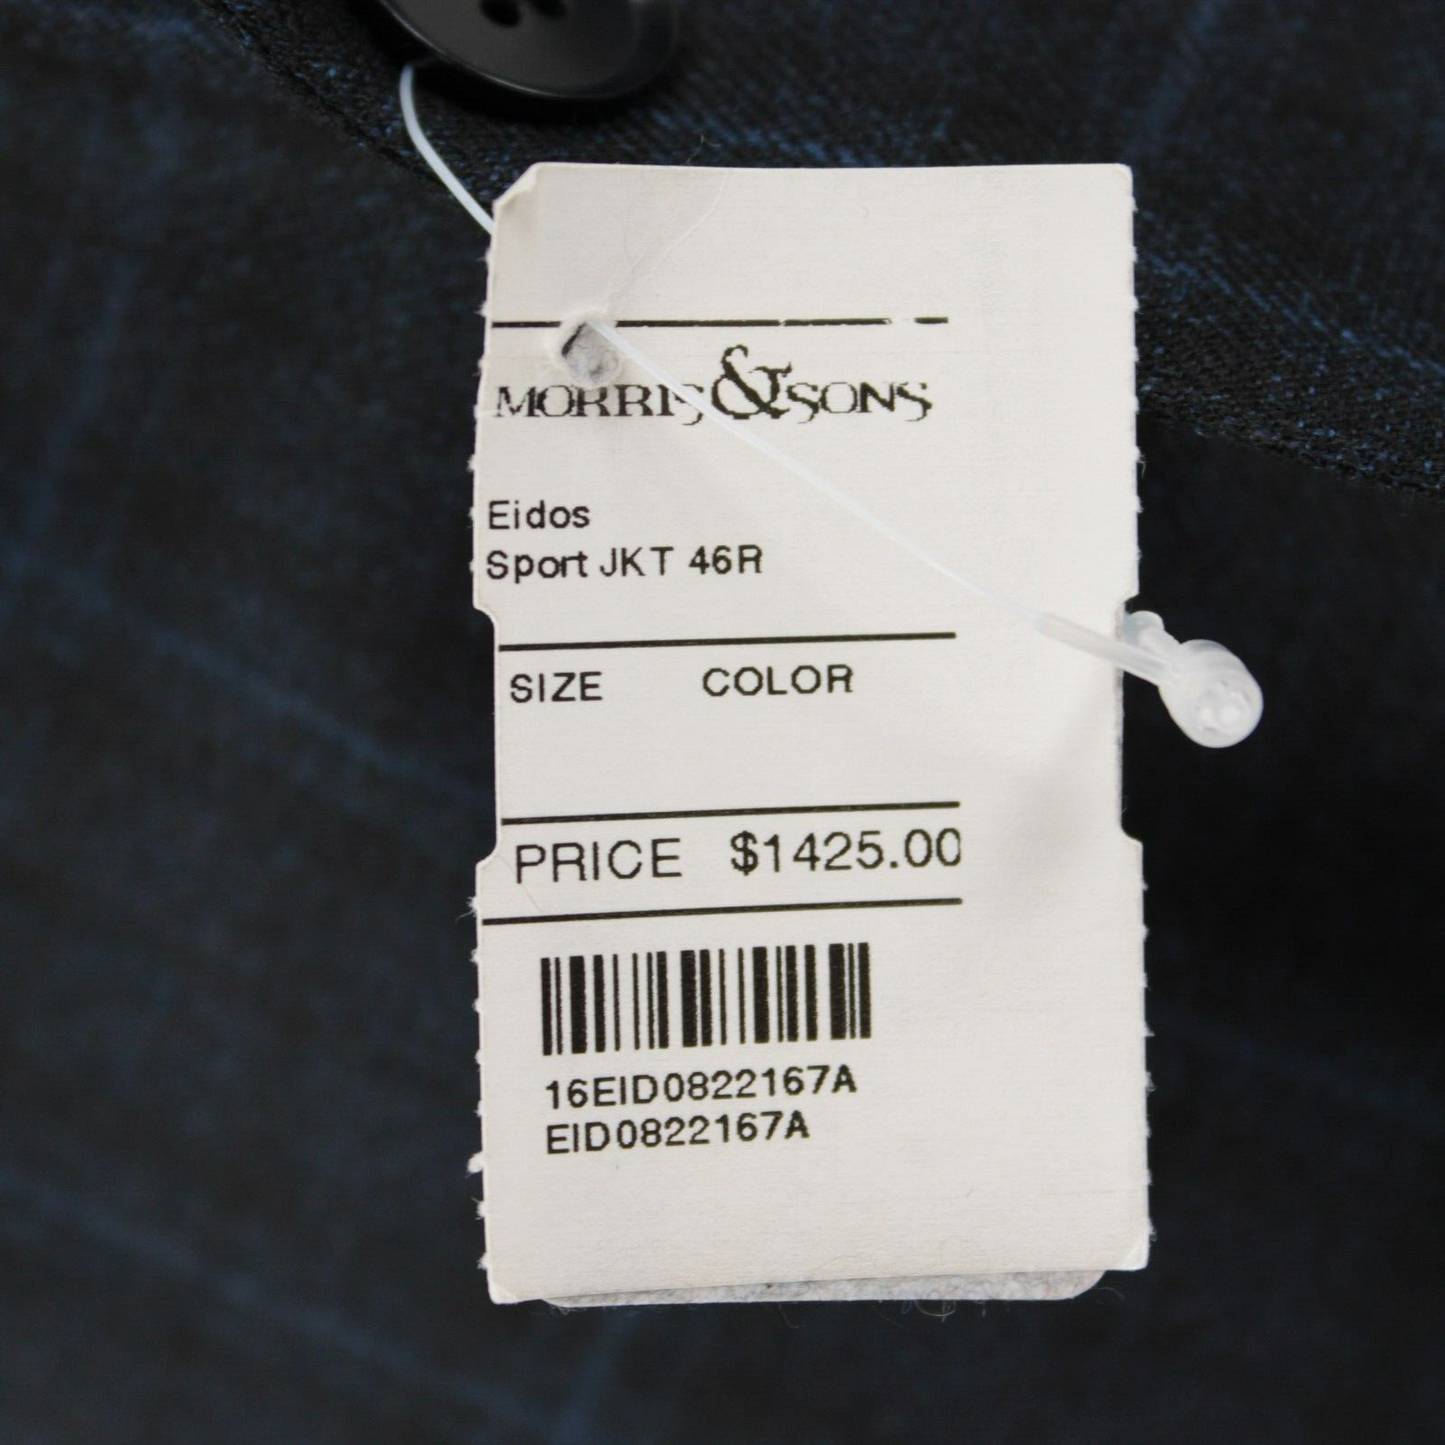 MORRIS&SONS
Eidos
Sport JKT 46R
SIZE COLOR
PRICE $1425.00
16EID0822167A
EID0822167A